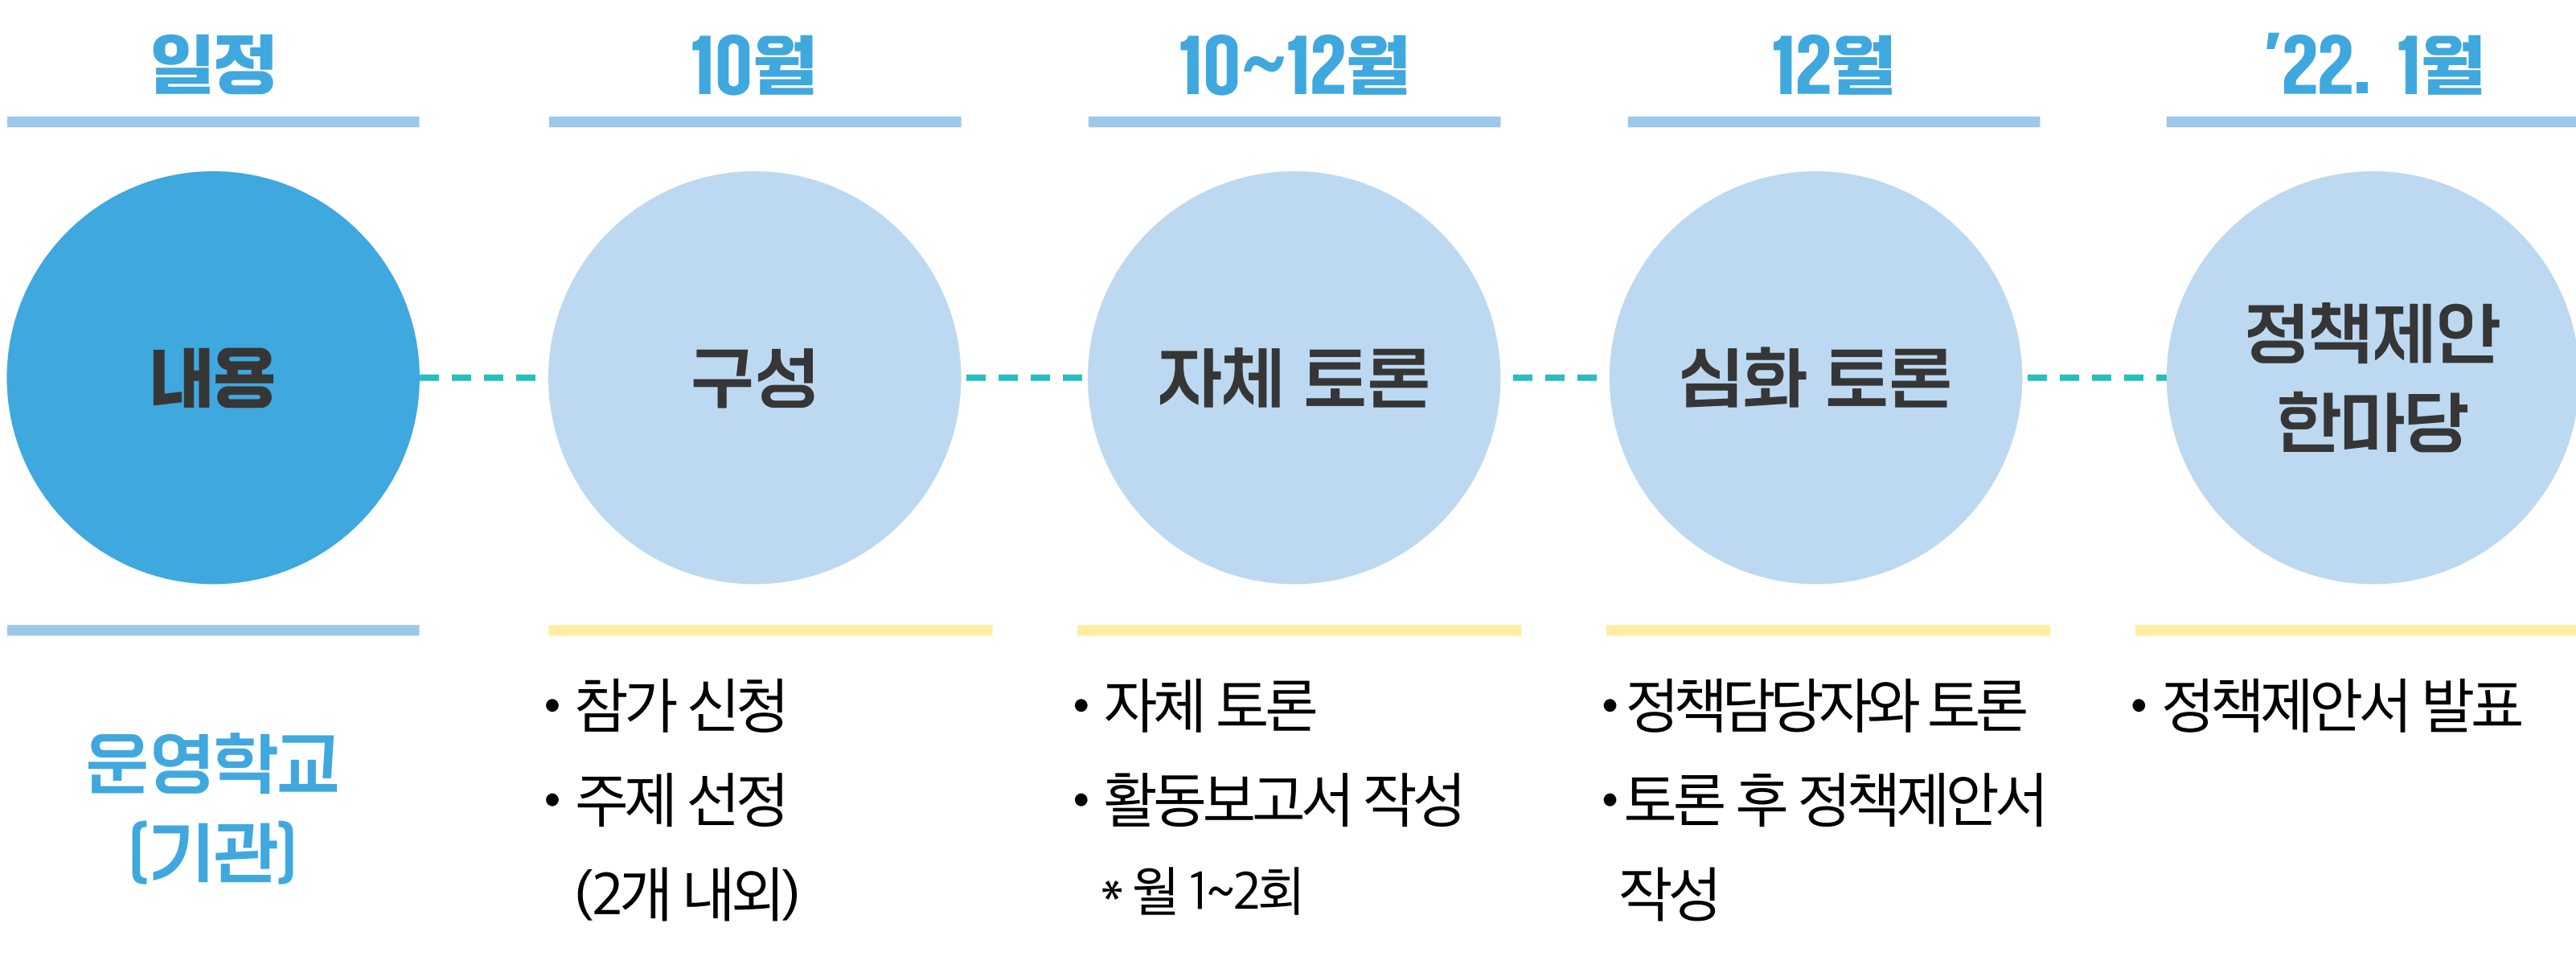 일정
10월
10~12월
12월
'22. 1월
내용
구성
자체 토론
심화 토론
정책제안
한마당
운영학교
(기관)
• 참가 신청
• 주제 선정
(2개 내외)
• 자체 토론
• 활동보고서 작성
* 월 1~2회
• 정책담당자와 토론
• 토론 후 정책제안서
작성
• 정책제안서 발표